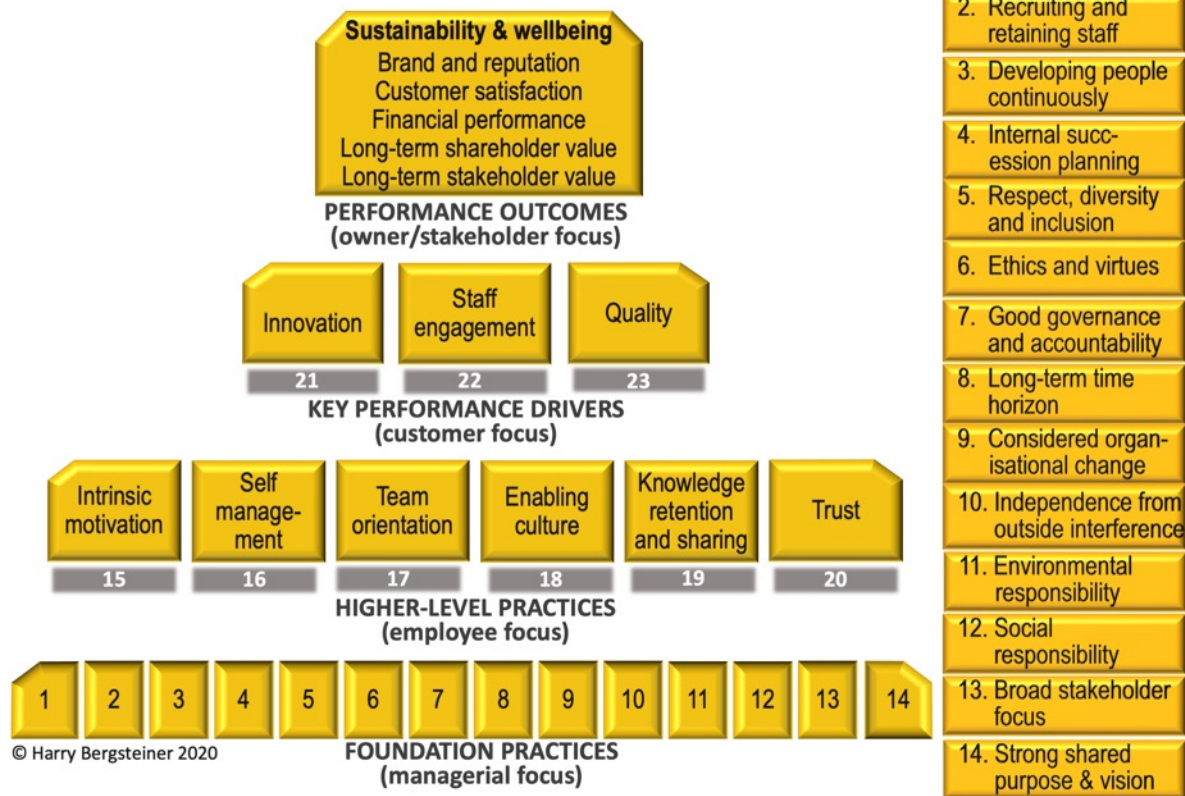 Sustainability & wellbeing
Brand and reputation
Customer satisfaction
Financial performance
Long-term shareholder value
Long-term stakeholder value
PERFORMANCE OUTCOMES
(owner/stakeholder focus)
Innovation
Staff
engagement
Quality
21 22 23
KEY PERFORMANCE DRIVERS
(customer focus)
Intrinsic
motivation
Self
manage-
ment
Team
orientation
Enabling
culture
Knowledge
retention
and sharing
Trust
15 16 17 18 19 20
HIGHER-LEVEL PRACTICES
(employee focus)
1 2 3 4 5 6 7 8 9 10 11 12 13 14
© Harry Bergsteiner 2020
FOUNDATION PRACTICES
(managerial focus)
2. Recruiting and
retaining staff
3. Developing people
continuously
4. Internal succ-
ession planning
5. Respect, diversity
and inclusion
6. Ethics and virtues
7. Good governance
and accountability
8. Long-term time
horizon
9. Considered organ-
isational change
10. Independence from
outside interference
11. Environmental
responsibility
12. Social
responsibility
13. Broad stakeholder
focus
14. Strong shared
purpose & vision